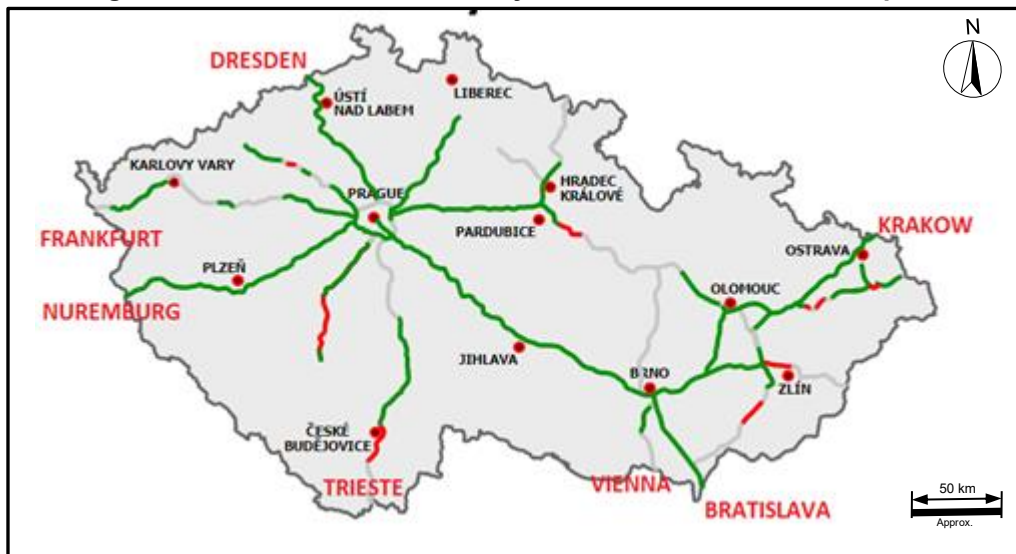 N
DRESDEN
ÚSTÍ
NAD LABEM
LIBEREC
KARLOVY VARY
PRAGUE
HRADEC
KRÁLOVÉ
FRANKFURT
PARDUBICE
KRAKOW
OSTRAVA
PLZEŇ
OLOMOUC
NUREMBURG
JIHLAVA
BRNO
ZLÍN
ČESKÉ
BUDĚJOVICE
TRIESTE
VIENNA
BRATISLAVA
50 km
Approx.